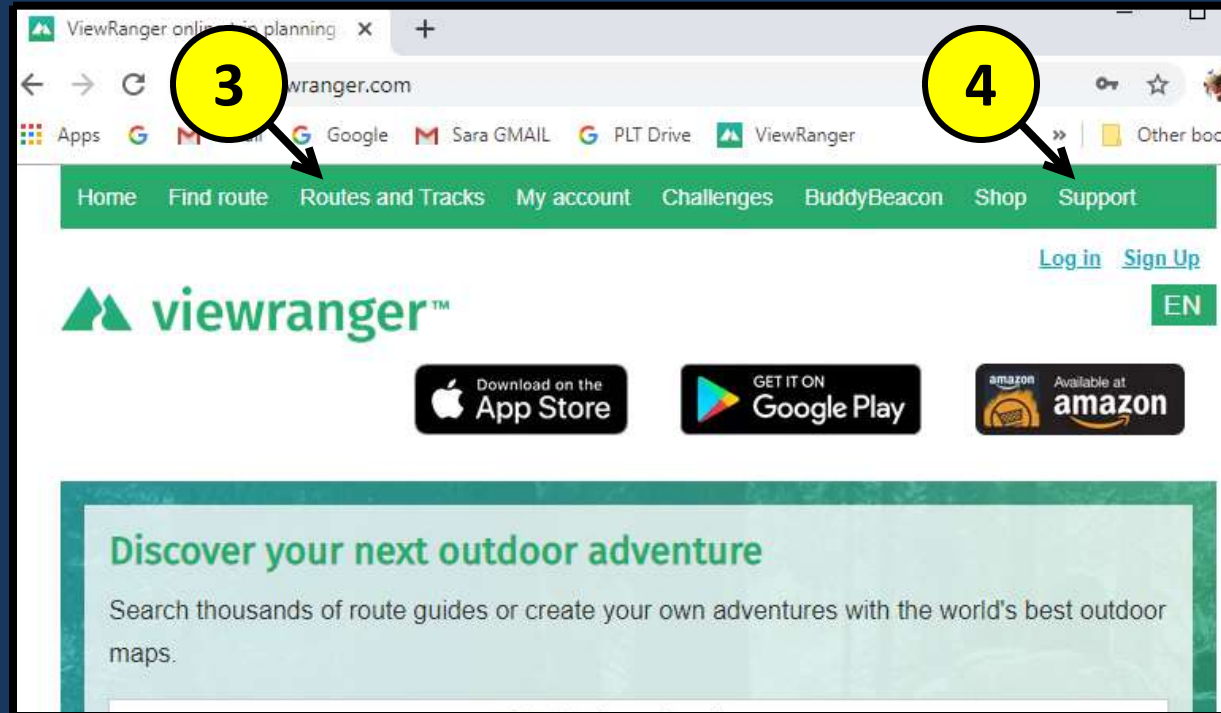 ViewRanger online trip planning
3
4
wranger.com
Apps
Google
Sara GMAIL
PLT Drive
ViewRanger
»
Other boo
Home Find route Routes and Tracks My account Challenges BuddyBeacon Shop Support
Log in Sign Up
viewranger™
EN
Download on the
App Store
GET IT ON
Google Play
amazon
Available at
amazon
Discover your next outdoor adventure
Search thousands of route guides or create your own adventures with the world's best outdoor
maps.